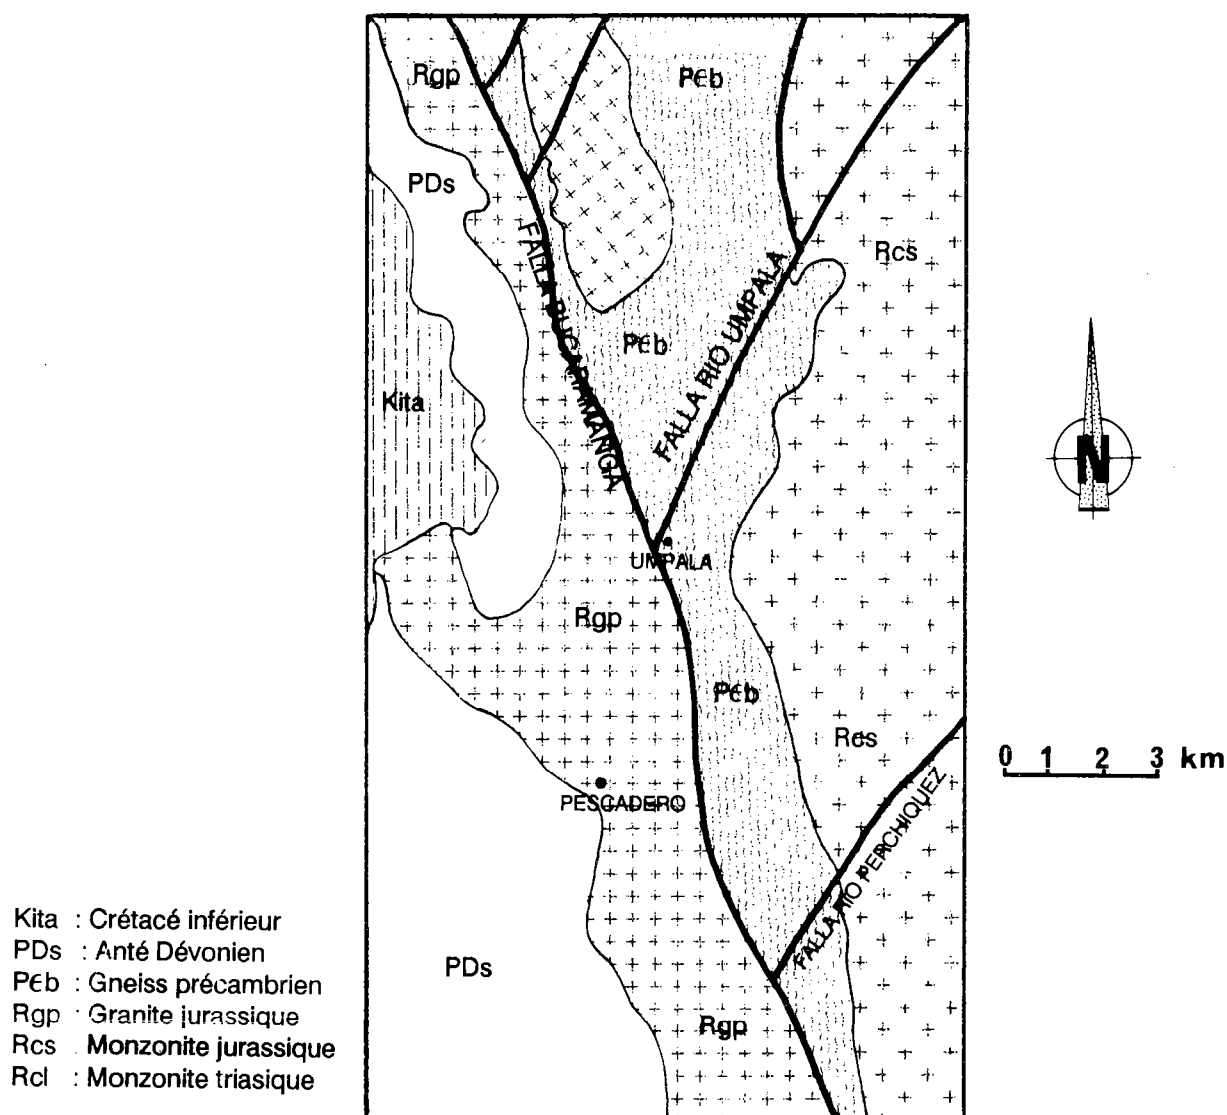 Rgp
PЄb
PDs
Rcs
FALLA BUCARAMANGA
FALLA RIO UMPALA
PЄb
Kita
N
UMPALA
Rgp
PЄb
Rcs
0 1 2 3 km
PESCADERO
FALLA RIO PERCHIQUEZ
PDs
Rgp
Kita : Crétacé inférieur
PDs : Anté Dévonien
PЄb : Gneiss précambrien
Rgp : Granite jurassique
Rcs : Monzonite jurassique
Rcl : Monzonite triasique